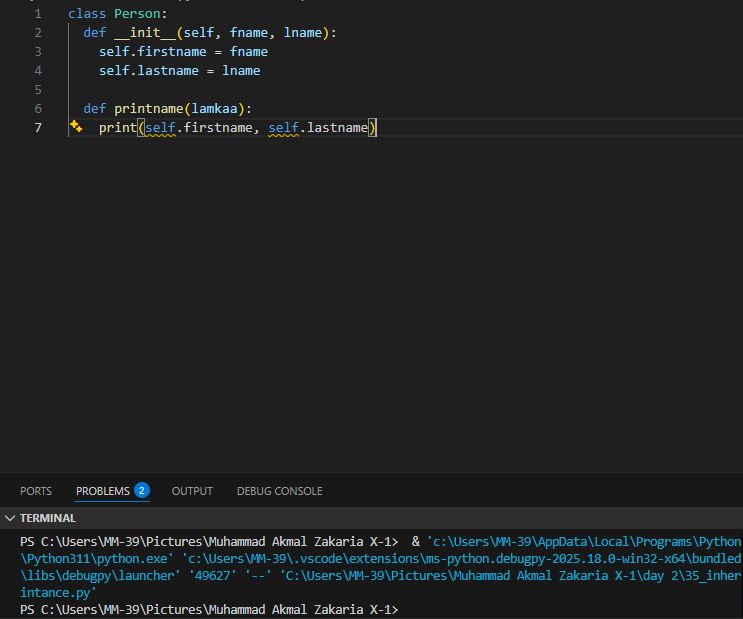 1 class Person:
2 def __init__(self, fname, lname):
3 self.firstname = fname
4 self.lastname = lname
5
6 def printname(lamkaa):
7 print(self.firstname, self.lastname)
PORTS PROBLEMS 2 OUTPUT DEBUG CONSOLE
TERMINAL
PS C:\Users\MM-39\Pictures\Muhammad Akmal Zakaria X-1> & 'c:\Users\MM-39\AppData\Local\Programs\Python
\Python311\python.exe' 'c:\Users\MM-39\.vscode\extensions\ms-python.debugpy-2025.18.0-win32-x64\bundled
\libs\debugpy\launcher' '49627' '--' 'C:\Users\MM-39\Pictures\Muhammad Akmal Zakaria X-1\day 2\35_inher
intance.py'
PS C:\Users\MM-39\Pictures\Muhammad Akmal Zakaria X-1>